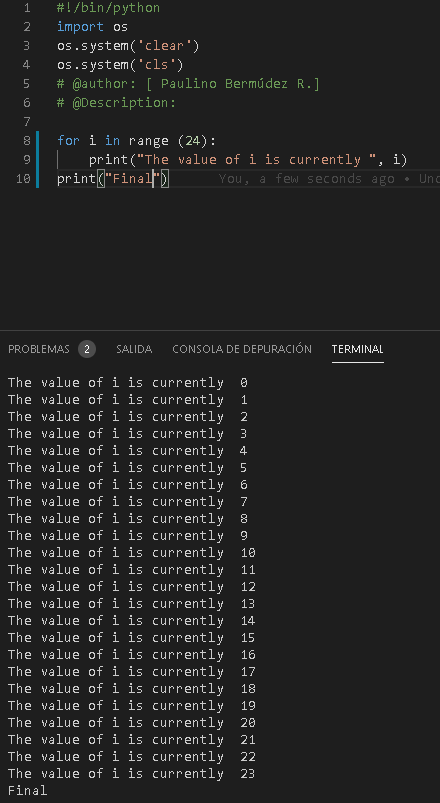 1 #!/bin/python
2 import os
3 os.system('clear')
4 os.system('cls')
5 # @author: [ Paulino Bermúdez R.]
6 # @Description:
7
8 for i in range (24):
9 print("The value of i is currently ", i)
10 print("Final") You, a few seconds ago • Unc
PROBLEMAS 2 SALIDA CONSOLA DE DEPURACIÓN TERMINAL
The value of i is currently  0
The value of i is currently  1
The value of i is currently  2
The value of i is currently  3
The value of i is currently  4
The value of i is currently  5
The value of i is currently  6
The value of i is currently  7
The value of i is currently  8
The value of i is currently  9
The value of i is currently  10
The value of i is currently  11
The value of i is currently  12
The value of i is currently  13
The value of i is currently  14
The value of i is currently  15
The value of i is currently  16
The value of i is currently  17
The value of i is currently  18
The value of i is currently  19
The value of i is currently  20
The value of i is currently  21
The value of i is currently  22
The value of i is currently  23
Final